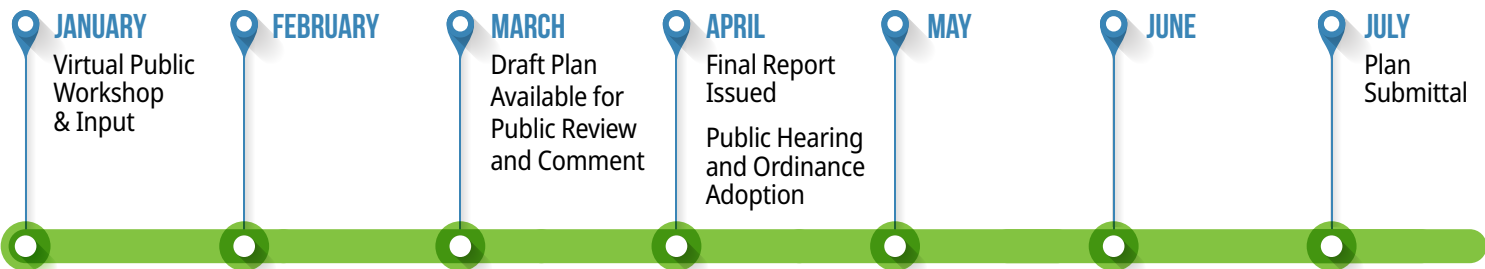 JANUARY
Virtual Public
Workshop
& Input
FEBRUARY
MARCH
Draft Plan
Available for
Public Review
and Comment
APRIL
Final Report
Issued
Public Hearing
and Ordinance
Adoption
MAY
JUNE
JULY
Plan
Submittal